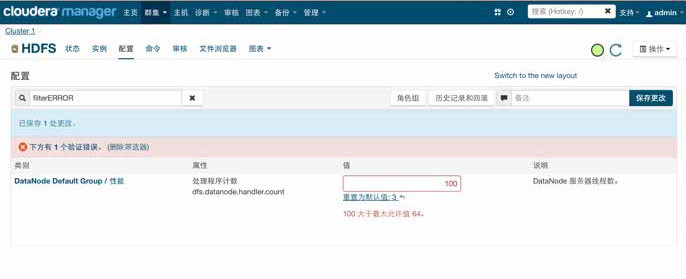 cloudera manager 主页 群集 主机 诊断 审核 图表 备份 管理 搜索 (Hotkey: /) 支持 admin
Cluster 1
HDFS 状态 实例 配置 命令 审核 文件浏览器 图表 操作
配置 Switch to the new layout
filterERROR 角色组 历史记录和回滚 备注 保存更改
已保存 1 处更改。
下方有 1 个验证错误。 (删除筛选器)
类别 属性 值 说明
DataNode Default Group / 性能 处理程序计数 100 DataNode 服务器线程数。
dfs.datanode.handler.count
重置为默认值: 3
100 大于最大允许值 64。